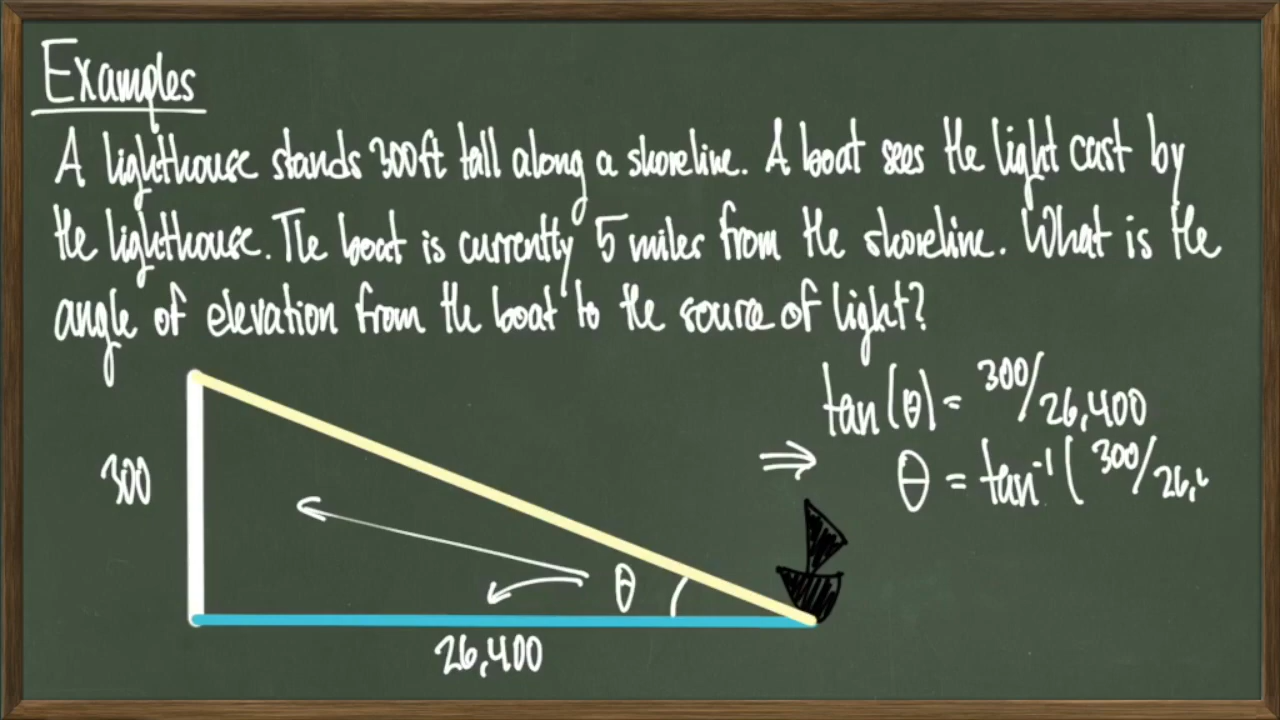 Examples
A lighthouse stands 300ft tall along a shoreline. A boat sees the light cast by
the lighthouse. The boat is currently 5 miles from the shoreline. What is the
angle of elevation from the boat to the source of light?
tan(θ) = 300/26,400
⇒ θ = tan⁻¹(300/26,
300
θ
26,400